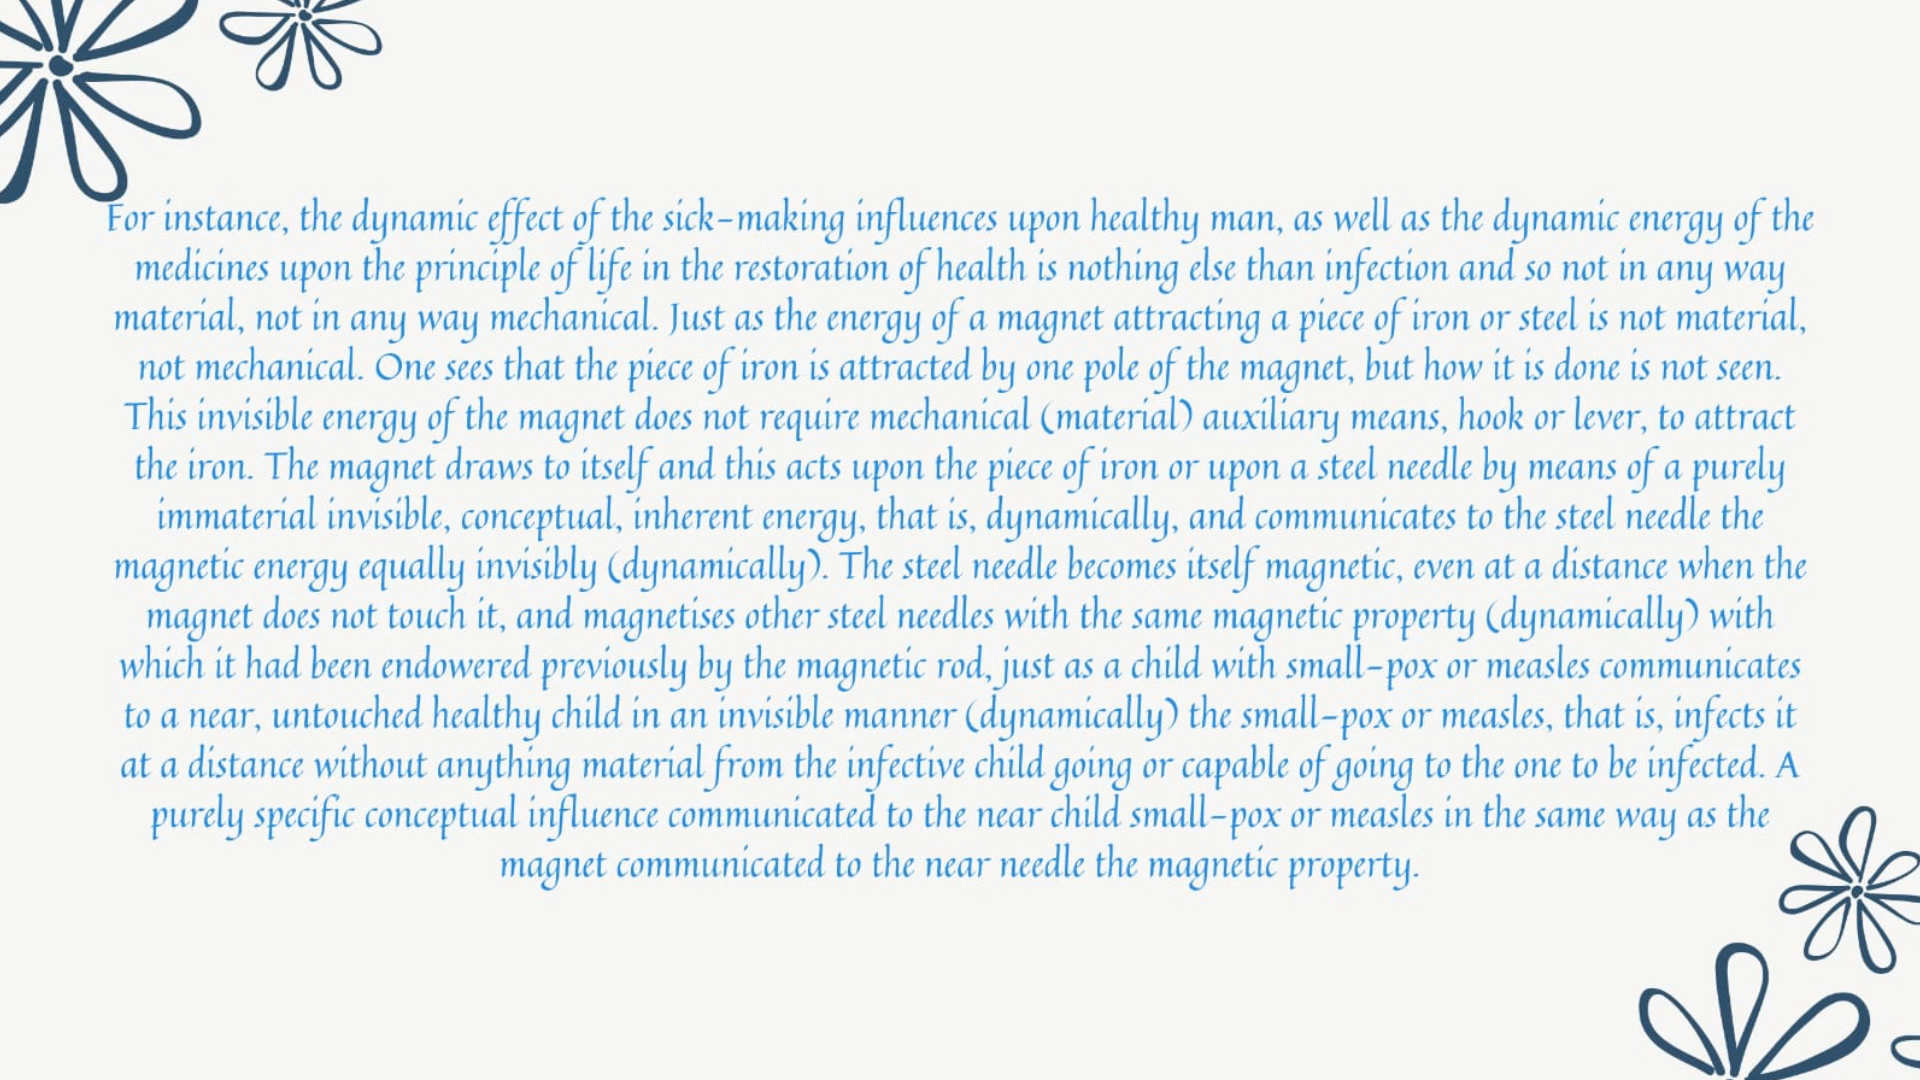 For instance, the dynamic effect of the sick-making influences upon healthy man, as well as the dynamic energy of the
medicines upon the principle of life in the restoration of health is nothing else than infection and so not in any way
material, not in any way mechanical. Just as the energy of a magnet attracting a piece of iron or steel is not material,
not mechanical. One sees that the piece of iron is attracted by one pole of the magnet, but how it is done is not seen.
This invisible energy of the magnet does not require mechanical (material) auxiliary means, hook or lever, to attract
the iron. The magnet draws to itself and this acts upon the piece of iron or upon a steel needle by means of a purely
immaterial invisible, conceptual, inherent energy, that is, dynamically, and communicates to the steel needle the
magnetic energy equally invisibly (dynamically). The steel needle becomes itself magnetic, even at a distance when the
magnet does not touch it, and magnetises other steel needles with the same magnetic property (dynamically) with
which it had been endowered previously by the magnetic rod, just as a child with small-pox or measles communicates
to a near, untouched healthy child in an invisible manner (dynamically) the small-pox or measles, that is, infects it
at a distance without anything material from the infective child going or capable of going to the one to be infected. A
purely specific conceptual influence communicated to the near child small-pox or measles in the same way as the
magnet communicated to the near needle the magnetic property.